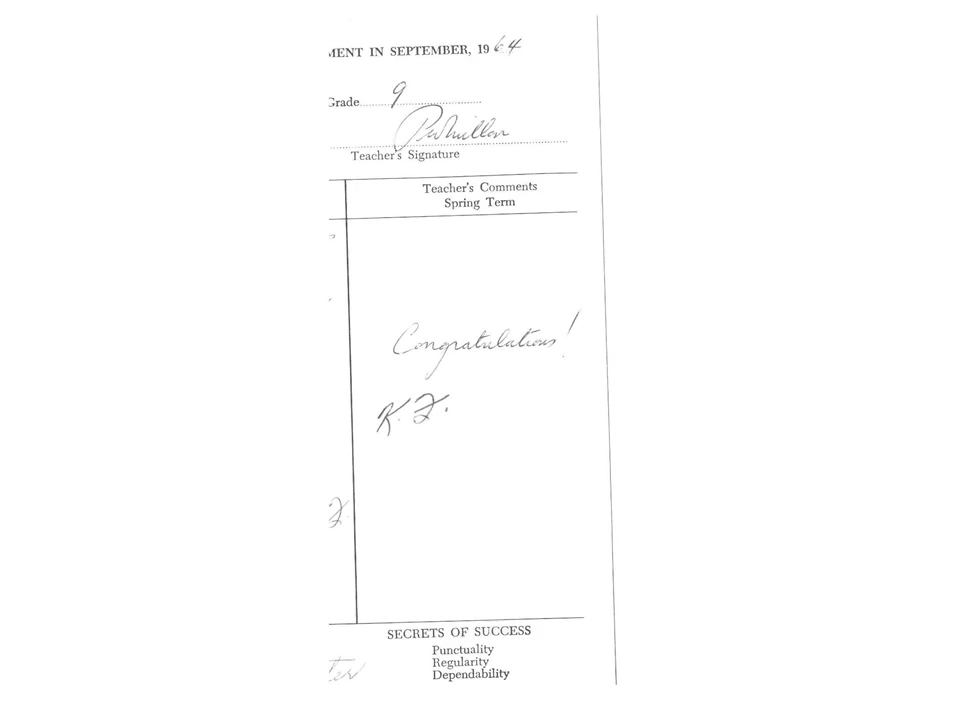 MENT IN SEPTEMBER, 1964
Grade 9
Teacher's Signature
Teacher's Comments
Spring Term
Congratulations!
K. F.
F.
SECRETS OF SUCCESS
Punctuality
Regularity
ter
Dependability